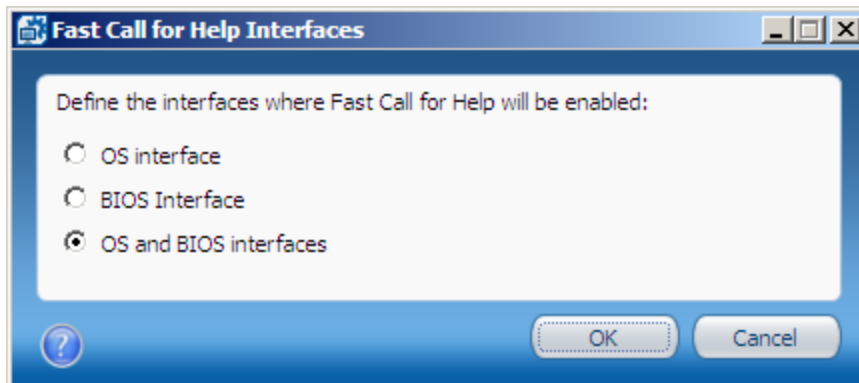 Fast Call for Help Interfaces
Define the interfaces where Fast Call for Help will be enabled:
OS interface
BIOS Interface
OS and BIOS interfaces
?
OK
Cancel